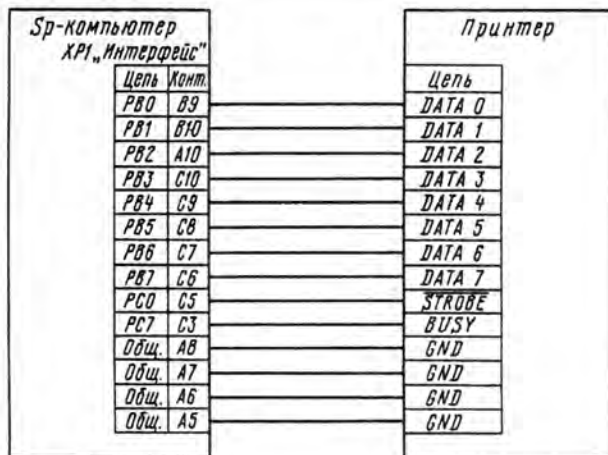 Sp-компьютер Принтер
XP1 „Интерфейс"
Цепь Конт. Цепь
PB0 B9 DATA 0
PB1 B10 DATA 1
PB2 A10 DATA 2
PB3 C10 DATA 3
PB4 C9 DATA 4
PB5 C8 DATA 5
PB6 C7 DATA 6
PB7 C6 DATA 7
PC0 C5 STROBE
PC7 C3 BUSY
Общ. A8 GND
Общ. A7 GND
Общ. A6 GND
Общ. A5 GND